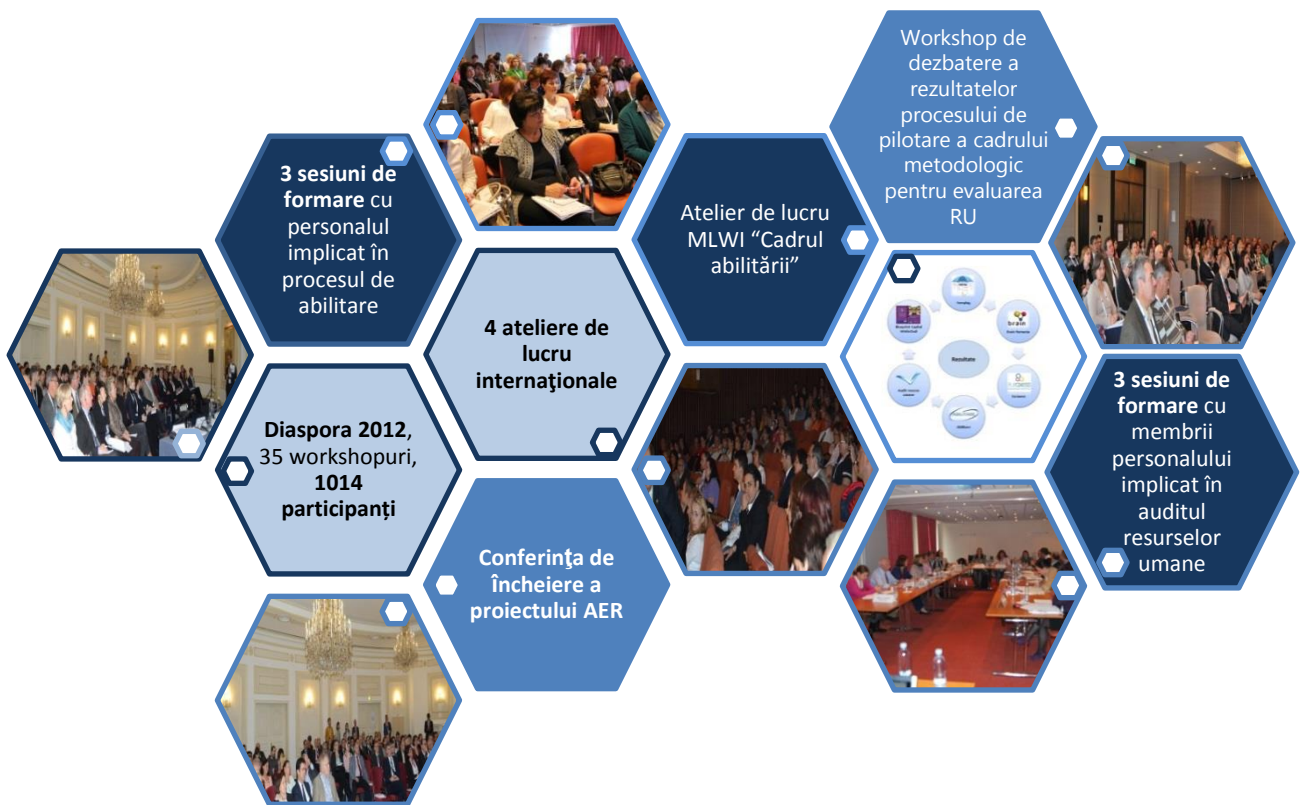 Workshop de
dezbatere a
rezultatelor
procesului de
pilotare a cadrului
metodologic
pentru evaluarea
RU
3 sesiuni de
formare cu
personalul
implicat în
procesul de
abilitare
Atelier de lucru
MLWI “Cadrul
abilitării”
4 ateliere de
lucru
internaţionale
Rezultate
Diaspora 2012,
35 workshopuri,
1014
participanți
3 sesiuni de
formare cu
membrii
personalului
implicat în
auditul
resurselor
umane
Conferinţa de
încheiere a
proiectului AER